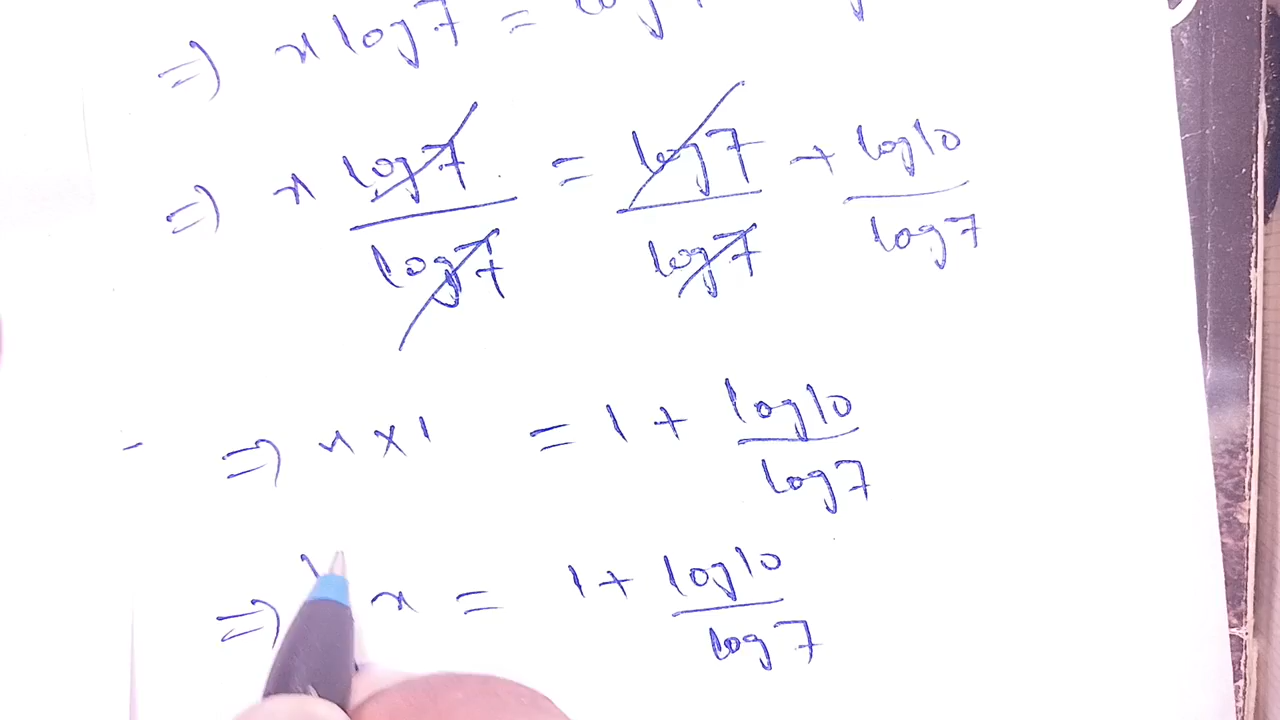 ⇒ x log7 = log
⇒ x log7/log7 = log7/log7 + log10/log7
⇒ x × 1 = 1 + log10/log7
⇒ x = 1 + log10/log7